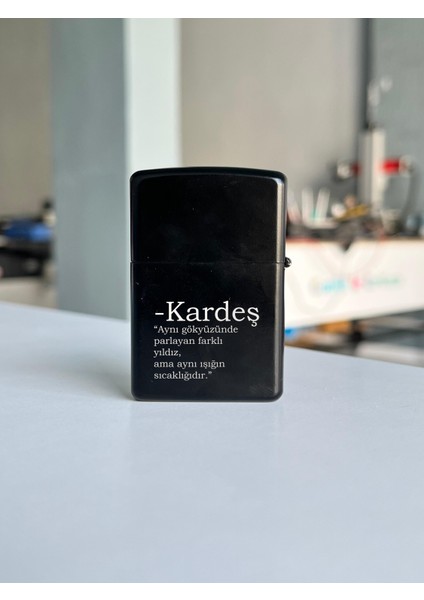 -Kardeş
“Aynı gökyüzünde
parlayan farklı
yıldız,
ama aynı ışığın
sıcaklığıdır.”